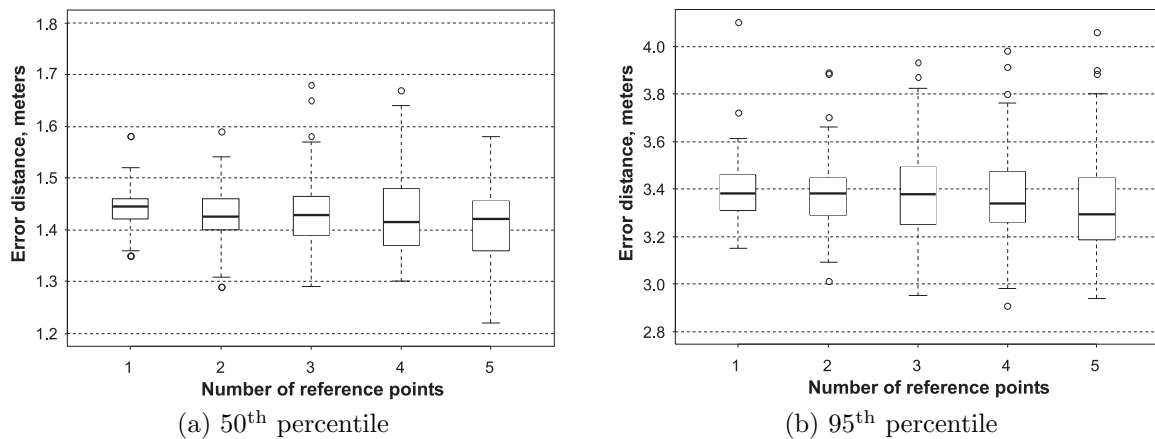 Error distance, meters
1.8
1.7
1.6
1.5
1.4
1.3
1.2
1 2 3 4 5
Number of reference points
(a) 50th percentile
Error distance, meters
4.0
3.8
3.6
3.4
3.2
3.0
2.8
1 2 3 4 5
Number of reference points
(b) 95th percentile